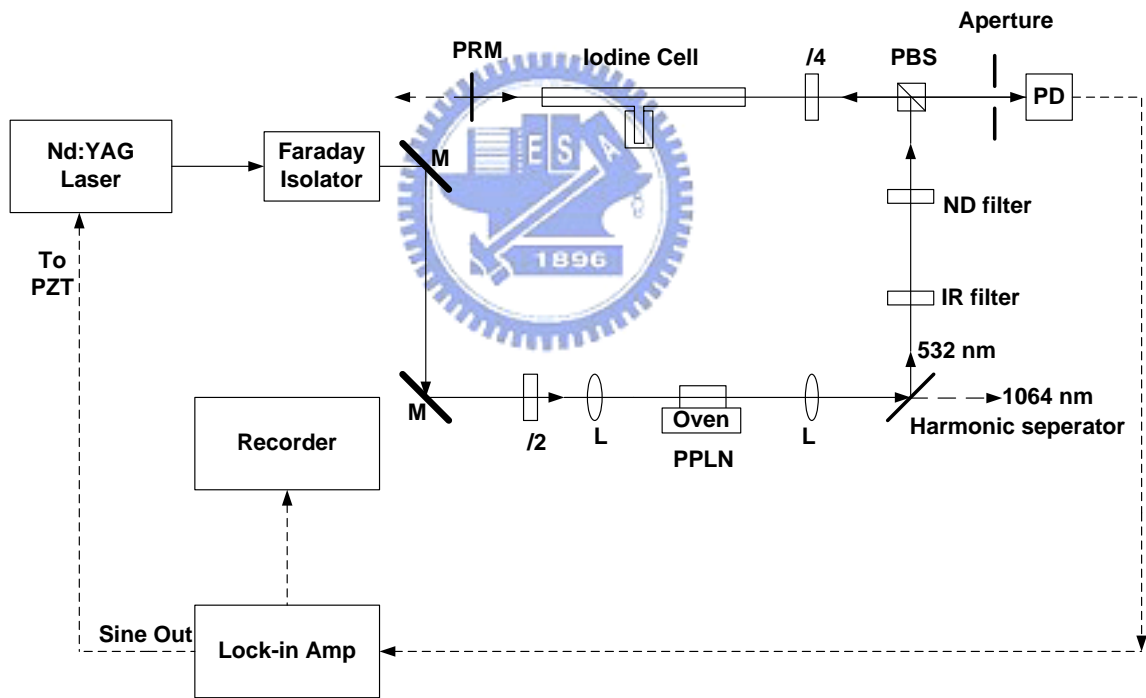 Aperture
PRM
Iodine Cell
/4
PBS
PD
Nd:YAG
Laser
Faraday
Isolator
M
E S A
ND filter
1896
To
PZT
IR filter
532 nm
M
1064 nm
Harmonic seperator
/2
L
Oven
L
PPLN
Recorder
Sine Out
Lock-in Amp